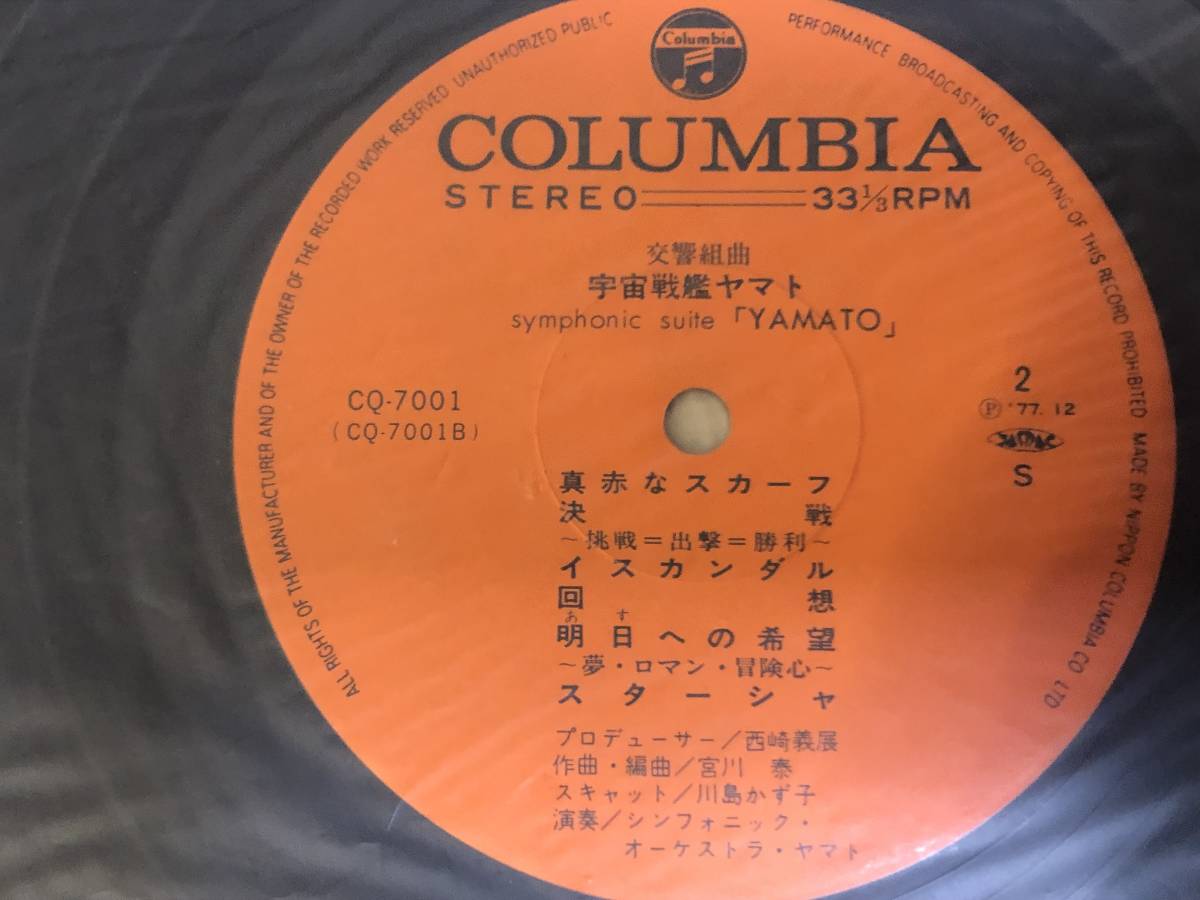 Columbia
COLUMBIA
STEREO 33⅓RPM
交響組曲
宇宙戦艦ヤマト
symphonic suite「YAMATO」
CQ-7001
(CQ-7001B)
2
Ⓟ '77. 12
S
真赤なスカーフ
決戦
~挑戦=出撃=勝利~
イスカンダル
回想
あす
明日への希望
~夢・ロマン・冒険心~
スターシャ
プロデューサー/西崎義展
作曲・編曲/宮川 泰
スキャット/川島かず子
演奏/シンフォニック・
オーケストラ・ヤマト
ALL RIGHTS OF THE MANUFACTURER AND OF THE OWNER OF THE RECORDED WORK RESERVED UNAUTHORIZED PUBLIC PERFORMANCE BROADCASTING AND COPYING OF THIS RECORD PROHIBITED MADE BY NIPPON COLUMBIA CO LTD